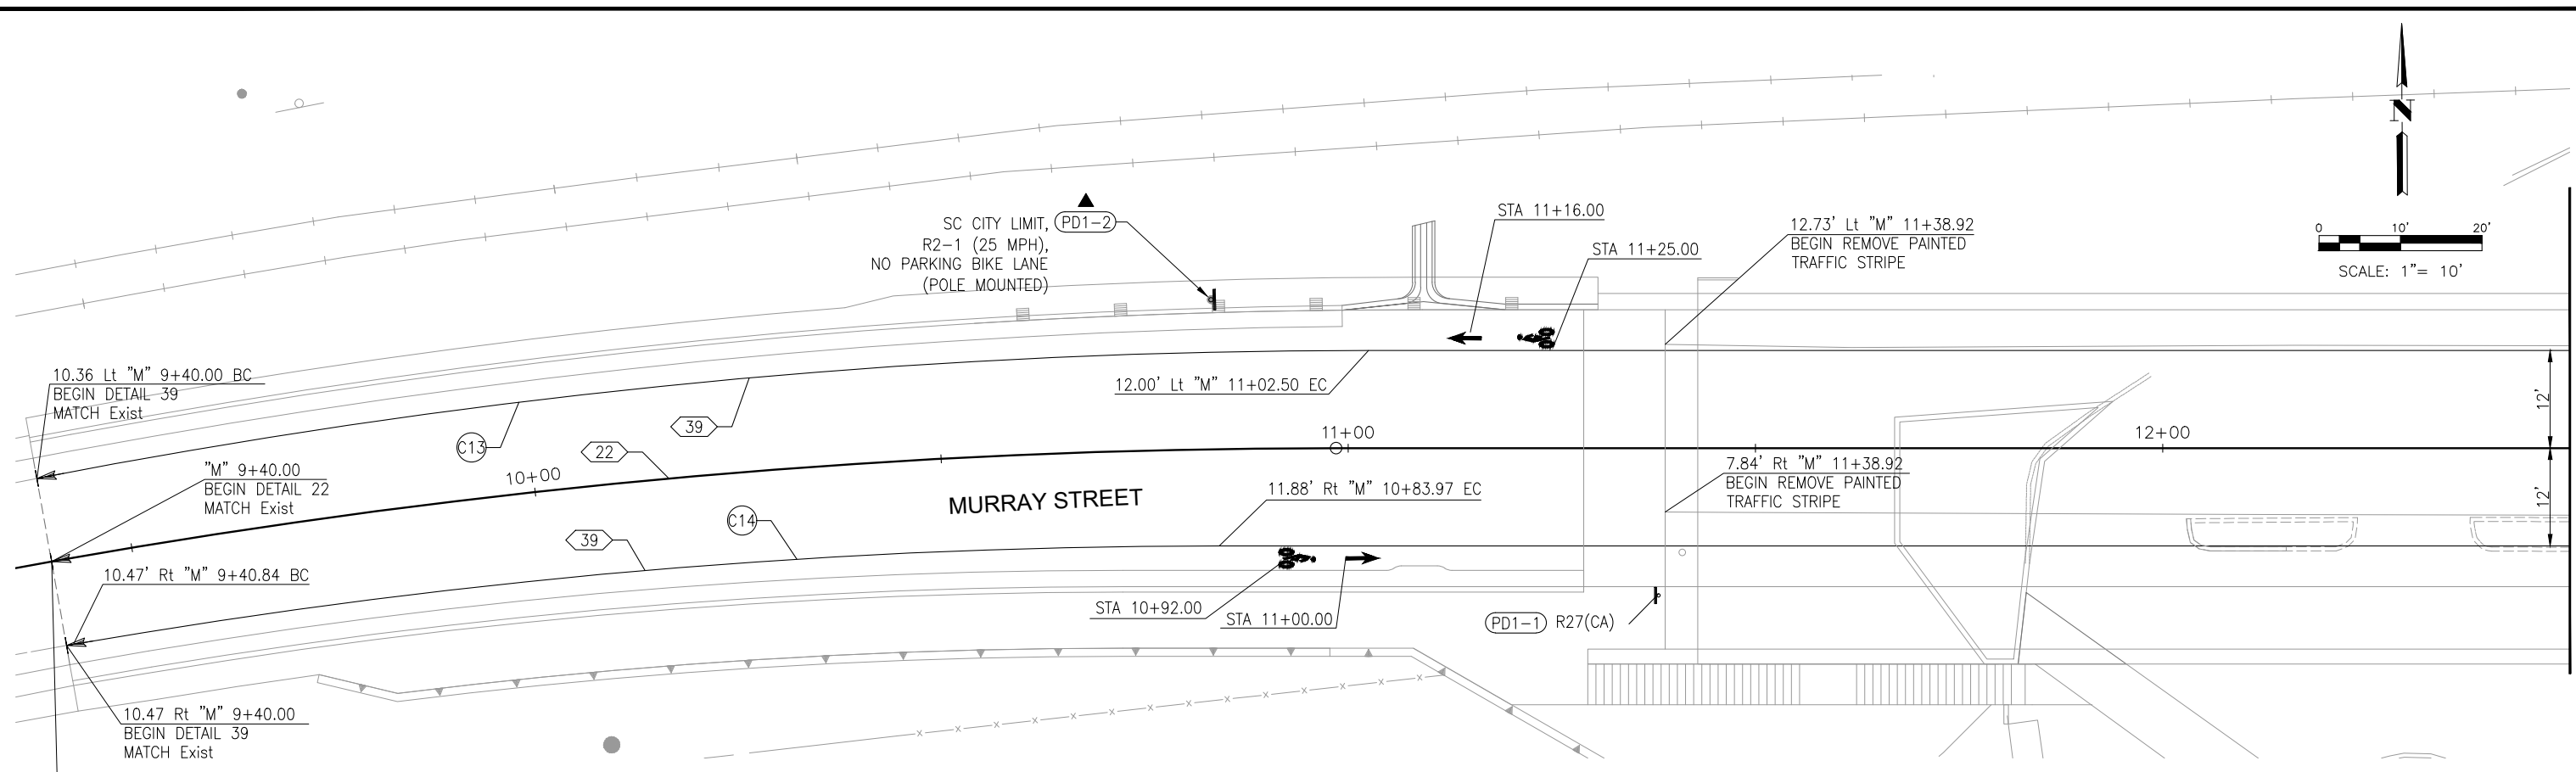 N
0 10' 20'
SCALE: 1"= 10'
SC CITY LIMIT,
R2-1 (25 MPH),
NO PARKING BIKE LANE
(POLE MOUNTED)
PD1-2
STA 11+16.00
STA 11+25.00
12.73' Lt "M" 11+38.92
BEGIN REMOVE PAINTED
TRAFFIC STRIPE
10.36 Lt "M" 9+40.00 BC
BEGIN DETAIL 39
MATCH Exist
12.00' Lt "M" 11+02.50 EC
C13
39
22
10+00
11+00
12+00
12'
12'
"M" 9+40.00
BEGIN DETAIL 22
MATCH Exist
MURRAY STREET
11.88' Rt "M" 10+83.97 EC
7.84' Rt "M" 11+38.92
BEGIN REMOVE PAINTED
TRAFFIC STRIPE
C14
39
10.47' Rt "M" 9+40.84 BC
STA 10+92.00
STA 11+00.00
PD1-1 R27(CA)
10.47 Rt "M" 9+40.00
BEGIN DETAIL 39
MATCH Exist